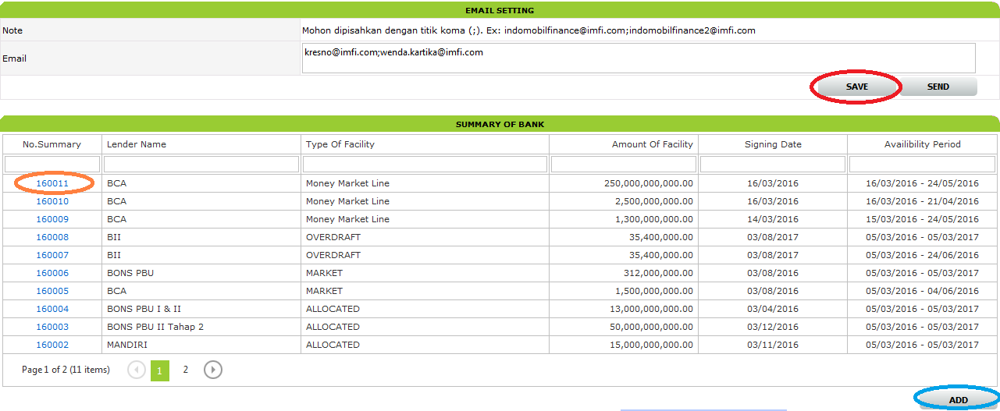 EMAIL SETTING
Note Mohon dipisahkan dengan titik koma (;). Ex: indomobilfinance@imfi.com;indomobilfinance2@imfi.com
Email kresno@imfi.com;wenda.kartika@imfi.com
SAVE SEND
SUMMARY OF BANK
No.Summary Lender Name Type Of Facility Amount Of Facility Signing Date Availibility Period
160011 BCA Money Market Line 250,000,000,000.00 16/03/2016 16/03/2016 - 24/05/2016
160010 BCA Money Market Line 2,500,000,000.00 16/03/2016 16/03/2016 - 21/04/2016
160009 BCA Money Market Line 1,300,000,000.00 14/03/2016 15/03/2016 - 24/05/2016
160008 BII OVERDRAFT 35,400,000.00 03/08/2017 05/03/2016 - 05/03/2017
160007 BII OVERDRAFT 35,400,000.00 03/08/2017 05/03/2016 - 24/06/2016
160006 BONS PBU MARKET 312,000,000.00 03/08/2016 05/03/2016 - 05/03/2017
160005 BCA MARKET 1,500,000,000.00 03/08/2016 05/03/2016 - 04/06/2016
160004 BONS PBU I & II ALLOCATED 13,000,000,000.00 03/04/2016 05/03/2016 - 05/03/2017
160003 BONS PBU II Tahap 2 ALLOCATED 50,000,000,000.00 03/12/2016 05/03/2016 - 05/03/2017
160002 MANDIRI ALLOCATED 15,000,000,000.00 03/11/2016 05/03/2016 - 05/03/2017
Page 1 of 2 (11 items) 1 2
ADD